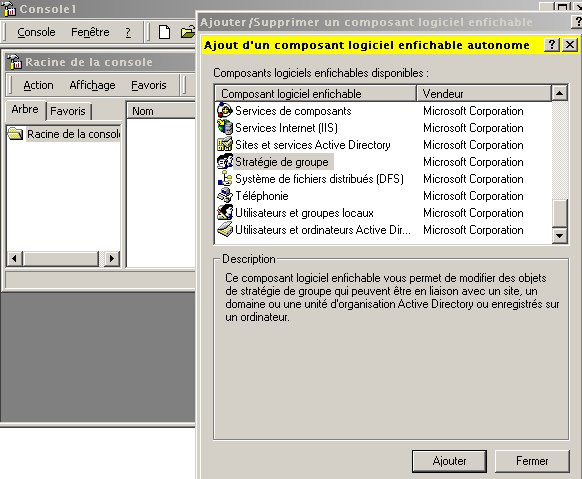 Console1
Console Fenêtre ?
Racine de la console
Action Affichage Favoris
Arbre Favoris
Nom
Racine de la consol
Ajouter/Supprimer un composant logiciel enfichable
Ajout d'un composant logiciel enfichable autonome
Composants logiciels enfichables disponibles :
Composant logiciel enfichable Vendeur
Services de composants Microsoft Corporation
Services Internet (IIS) Microsoft Corporation
Sites et services Active Directory Microsoft Corporation
Stratégie de groupe Microsoft Corporation
Système de fichiers distribués (DFS) Microsoft Corporation
Téléphonie Microsoft Corporation
Utilisateurs et groupes locaux Microsoft Corporation
Utilisateurs et ordinateurs Active Dir... Microsoft Corporation
Description
Ce composant logiciel enfichable vous permet de modifier des objets
de stratégie de groupe qui peuvent être en liaison avec un site, un
domaine ou une unité d'organisation Active Directory ou enregistrés sur
un ordinateur.
Ajouter Fermer